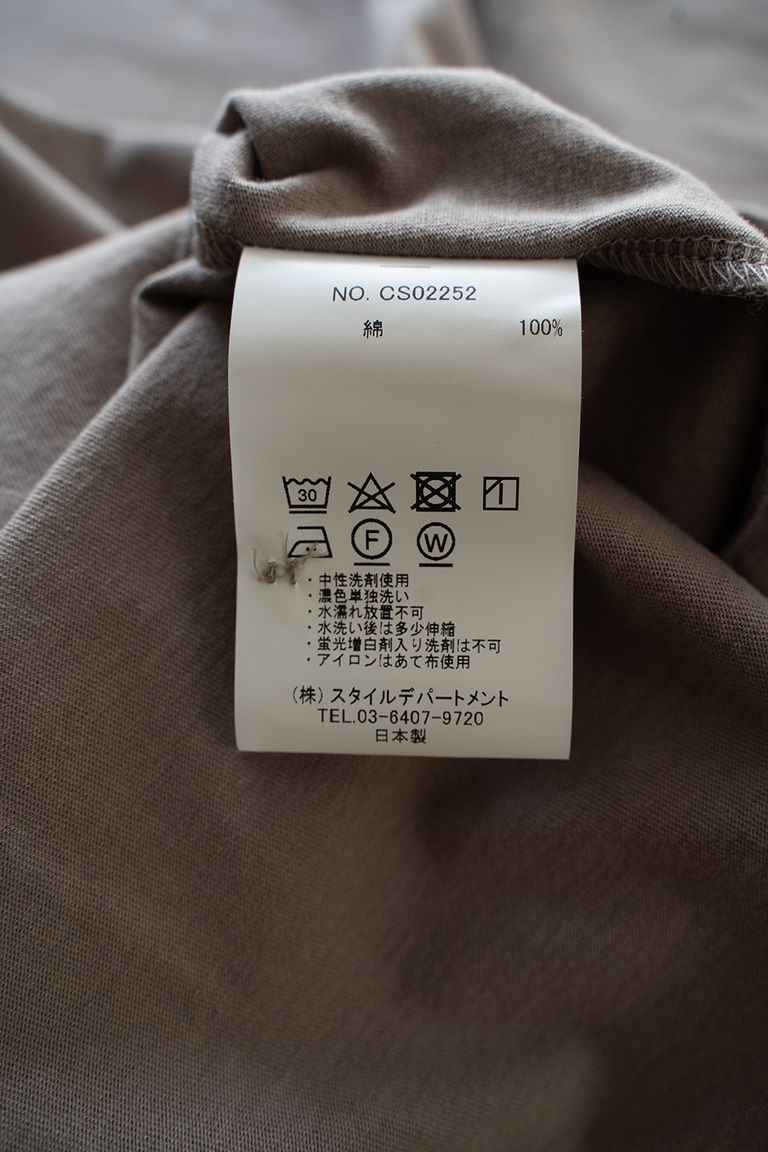 NO. CS02252
綿 100%
30
F W
・中性洗剤使用
・濃色単独洗い
・水濡れ放置不可
・水洗い後は多少伸縮
・蛍光増白剤入り洗剤は不可
・アイロンはあて布使用
(株)スタイルデパートメント
TEL.03-6407-9720
日本製